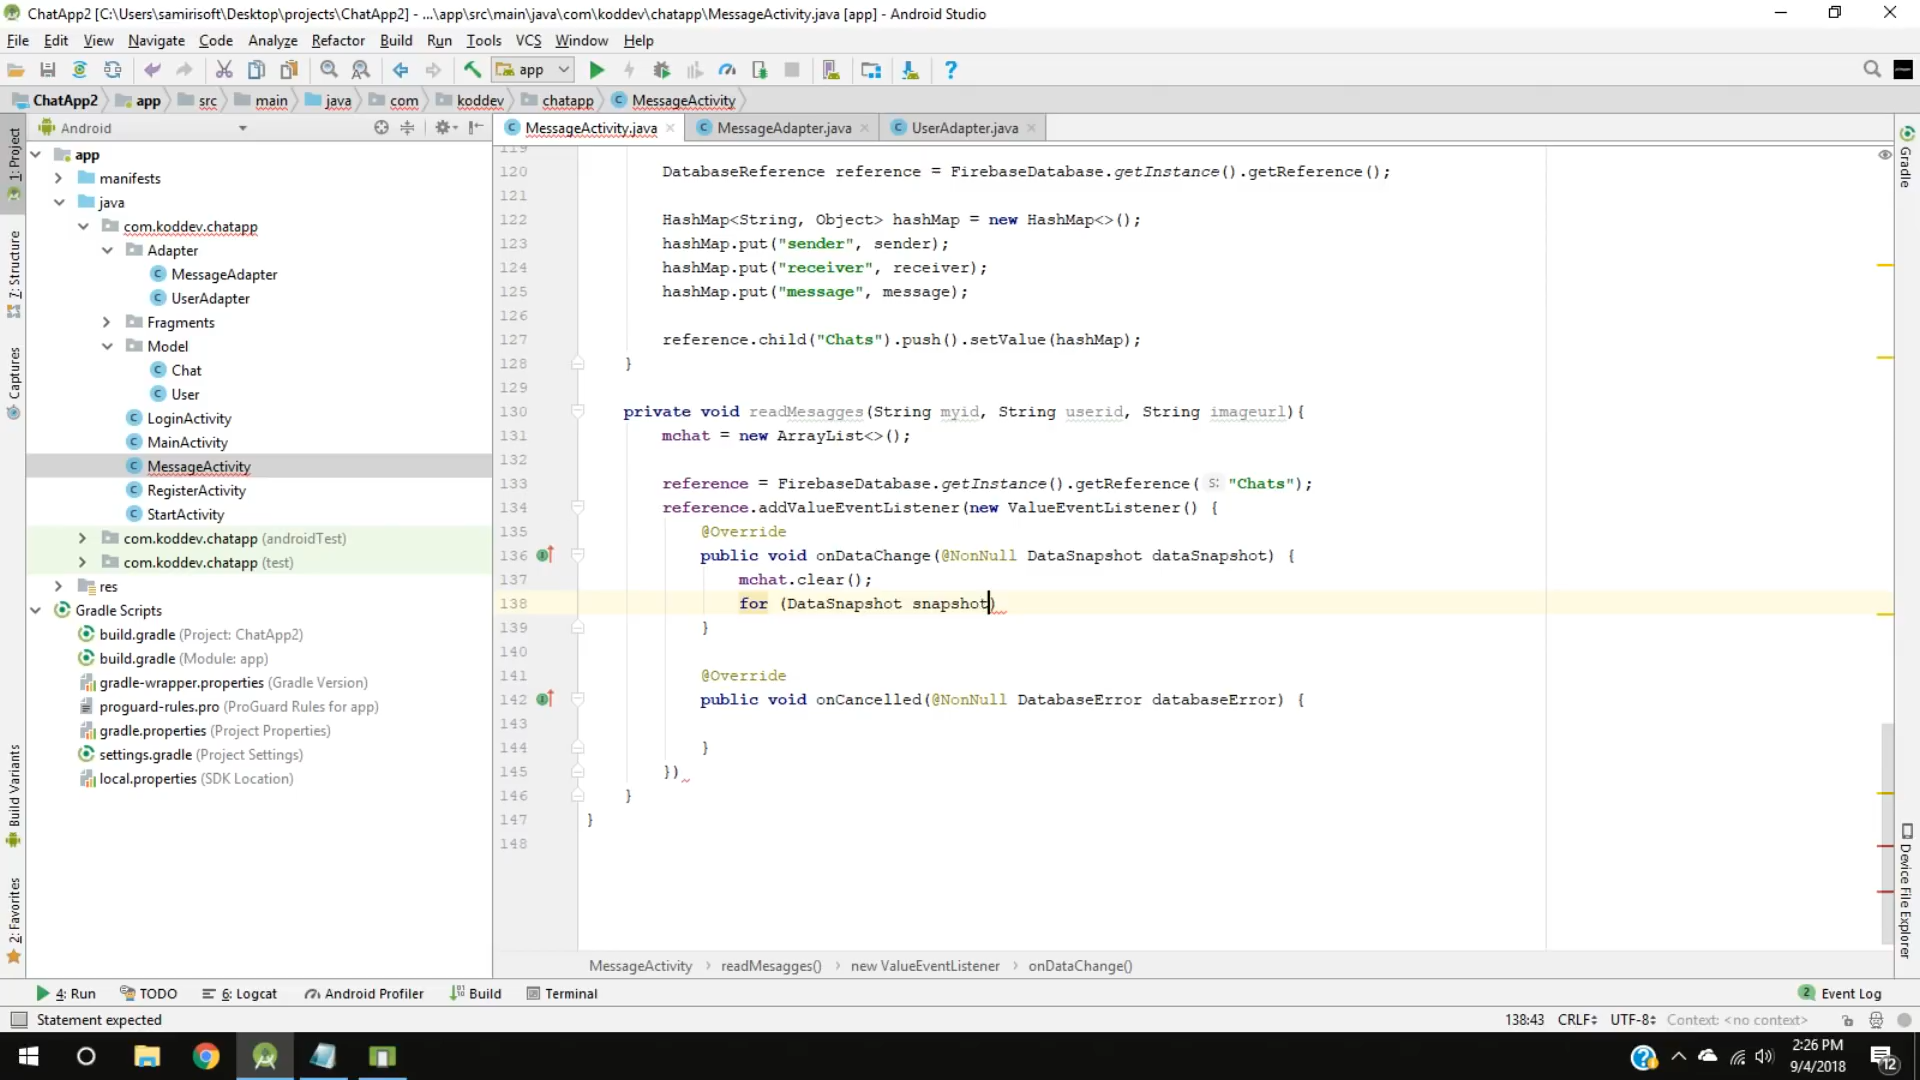 ChatApp2 [C:\Users\samirisoft\Desktop\projects\ChatApp2] - ...\app\src\main\java\com\koddev\chatapp\MessageActivity.java [app] - Android Studio
File Edit View Navigate Code Analyze Refactor Build Run Tools VCS Window Help
app
ChatApp2 app src main java com koddev chatapp MessageActivity
Android
MessageActivity.java MessageAdapter.java UserAdapter.java
1: Project
7: Structure
Captures
Build Variants
2: Favorites
app
manifests
java
com.koddev.chatapp
Adapter
MessageAdapter
UserAdapter
Fragments
Model
Chat
User
LoginActivity
MainActivity
MessageActivity
RegisterActivity
StartActivity
com.koddev.chatapp (androidTest)
com.koddev.chatapp (test)
res
Gradle Scripts
build.gradle (Project: ChatApp2)
build.gradle (Module: app)
gradle-wrapper.properties (Gradle Version)
proguard-rules.pro (ProGuard Rules for app)
gradle.properties (Project Properties)
settings.gradle (Project Settings)
local.properties (SDK Location)
119
120 DatabaseReference reference = FirebaseDatabase.getInstance().getReference();
121
122 HashMap<String, Object> hashMap = new HashMap<>();
123 hashMap.put("sender", sender);
124 hashMap.put("receiver", receiver);
125 hashMap.put("message", message);
126
127 reference.child("Chats").push().setValue(hashMap);
128 }
129
130 private void readMesagges(String myid, String userid, String imageurl){
131 mchat = new ArrayList<>();
132
133 reference = FirebaseDatabase.getInstance().getReference( s: "Chats");
134 reference.addValueEventListener(new ValueEventListener() {
135 @Override
136 public void onDataChange(@NonNull DataSnapshot dataSnapshot) {
137 mchat.clear();
138 for (DataSnapshot snapshot)
139 }
140
141 @Override
142 public void onCancelled(@NonNull DatabaseError databaseError) {
143
144 }
145 })
146 }
147 }
148
MessageActivity › readMesagges() › new ValueEventListener › onDataChange()
Gradle
Device File Explorer
4: Run TODO 6: Logcat Android Profiler Build Terminal 2 Event Log
Statement expected 138:43 CRLF UTF-8 Context: <no context>
2:26 PM
9/4/2018
12